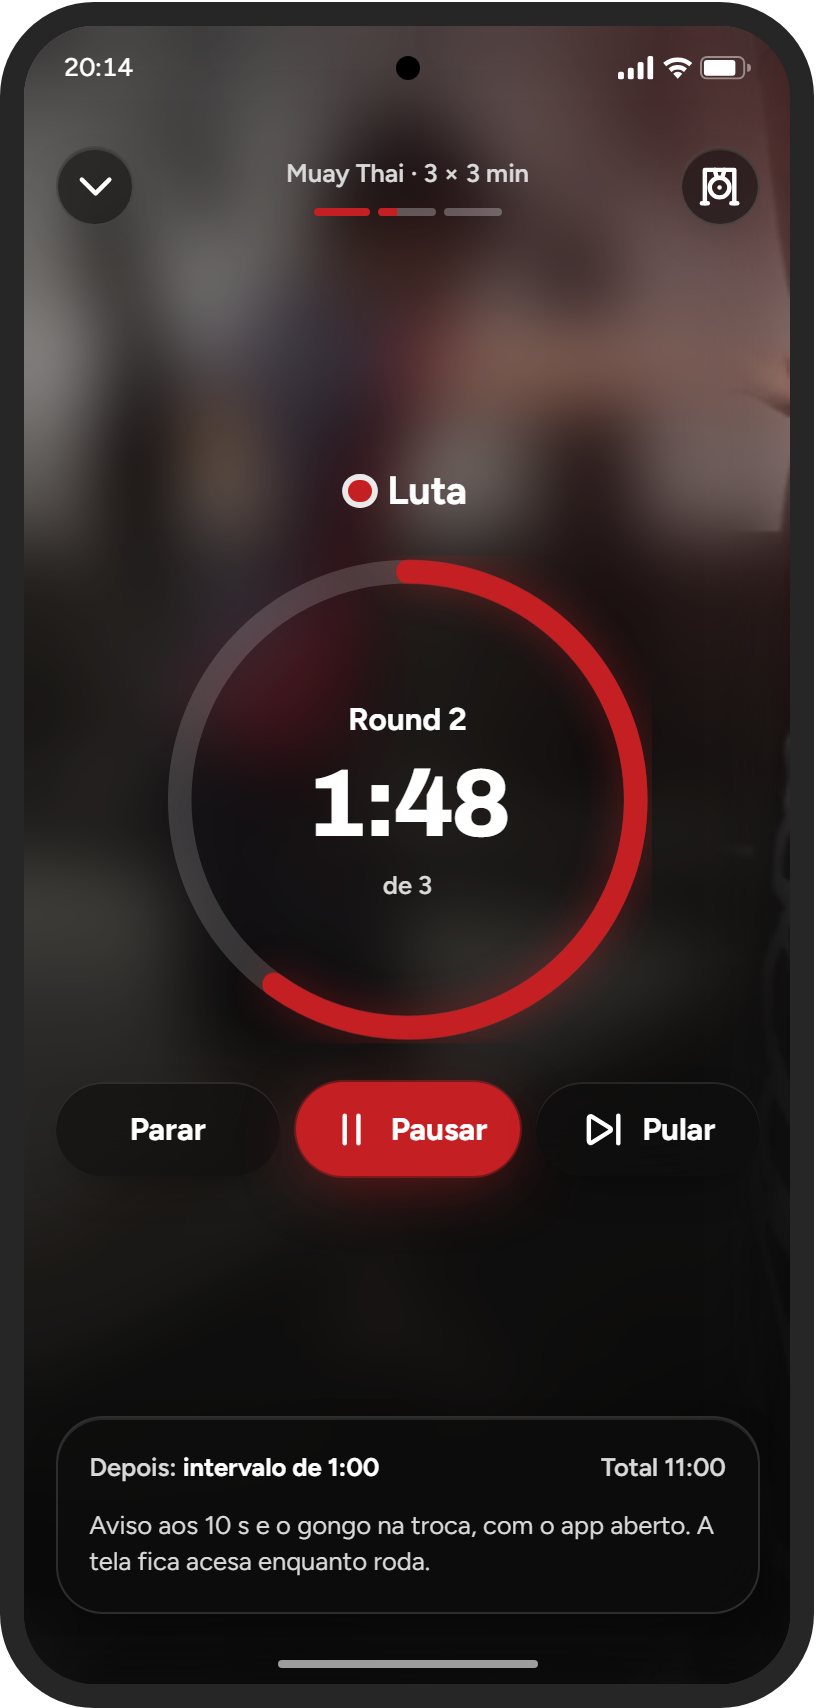 20:14
Muay Thai · 3 × 3 min
Luta
Round 2
1:48
de 3
Parar
Pausar
Pular
Depois: intervalo de 1:00
Total 11:00
Aviso aos 10 s e o gongo na troca, com o app aberto. A
tela fica acesa enquanto roda.